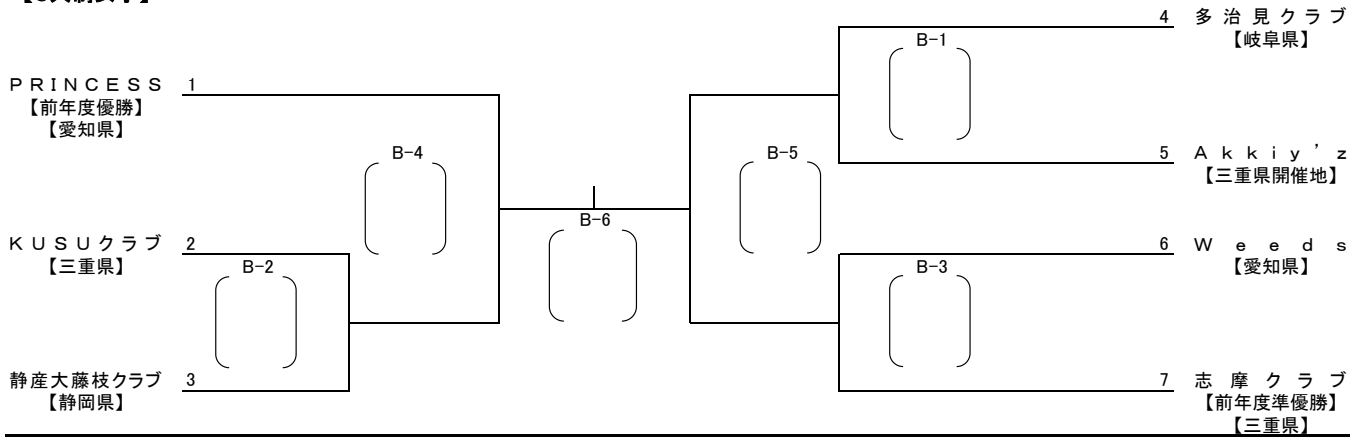 PRINCESS 1
【前年度優勝】
【愛知県】
B-4
KUSUクラブ 2
【三重県】
B-2
静産大藤枝クラブ 3
【静岡県】
B-6
4 多治見クラブ
【岐阜県】
B-1
B-5
5 Akkiy'z
【三重県開催地】
6 Weeds
【愛知県】
B-3
7 志摩クラブ
【前年度準優勝】
【三重県】